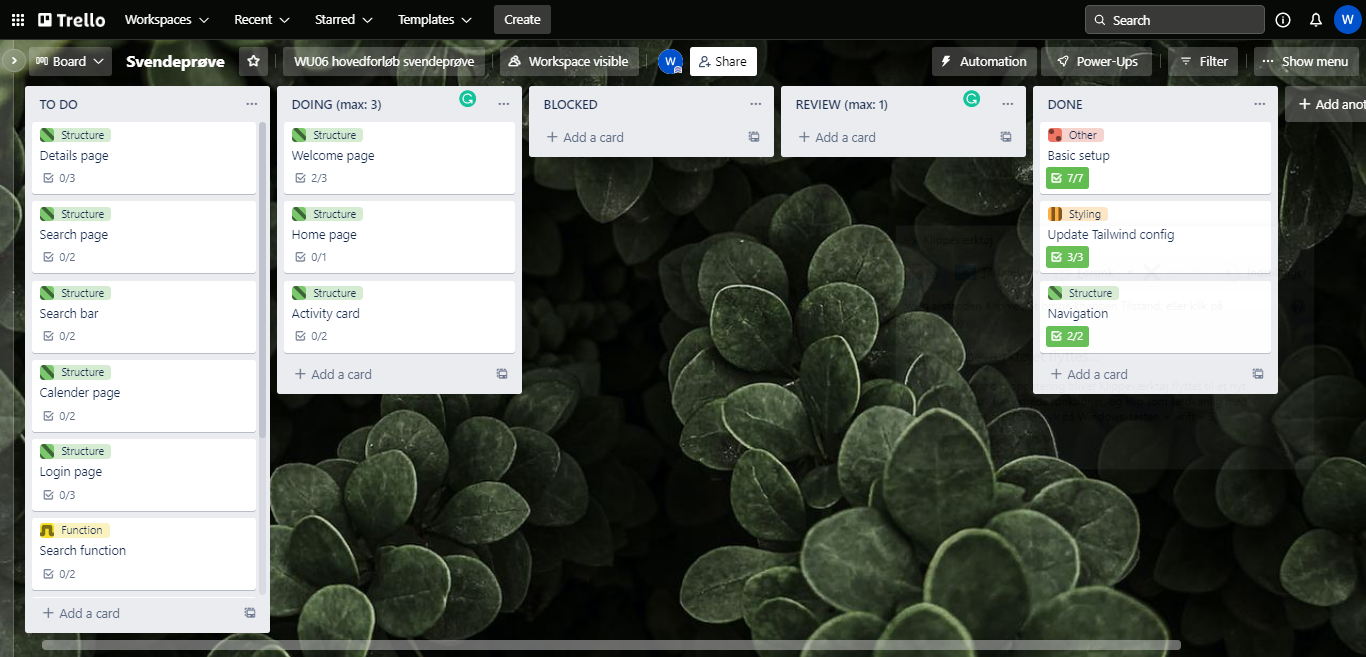 Trello
Workspaces
Recent
Starred
Templates
Create
Search
W
Board
Svendeprøve
WU06 hovedforløb svendeprøve
Workspace visible
W
Share
Automation
Power-Ups
Filter
Show menu
TO DO
Structure
Details page
0/3
Structure
Search page
0/2
Structure
Search bar
0/2
Structure
Calender page
0/2
Structure
Login page
0/3
Function
Search function
0/2
Add a card
DOING (max: 3)
Structure
Welcome page
2/3
Structure
Home page
0/1
Structure
Activity card
0/2
Add a card
BLOCKED
Add a card
REVIEW (max: 1)
Add a card
DONE
Other
Basic setup
7/7
Styling
Update Tailwind config
3/3
Structure
Navigation
2/2
Add a card
Add anot